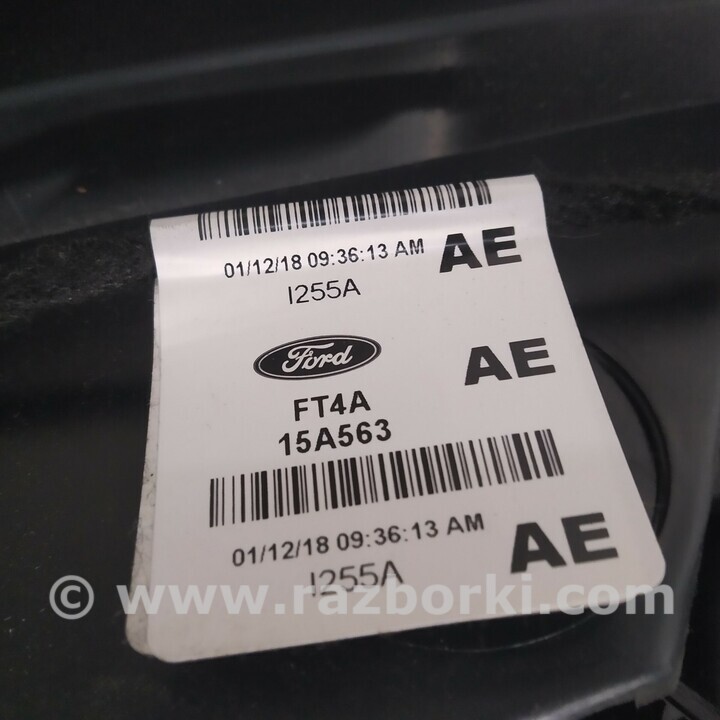 01/12/18 09:36:13 AM AE
I255A
Ford
AE
FT4A
15A563
01/12/18 09:36:13 AM AE
I255A
© www.razborki.com